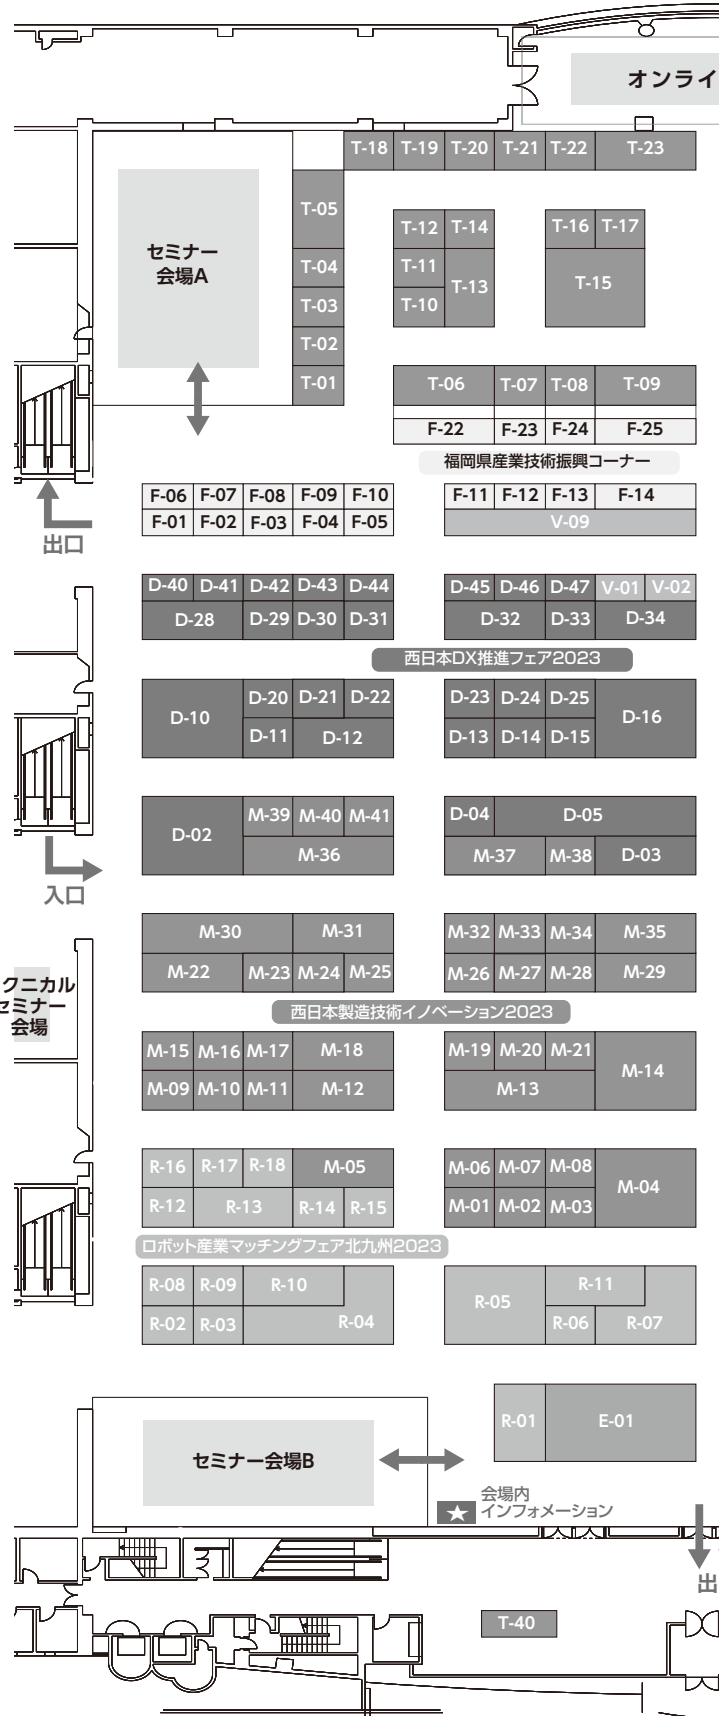 オンライ
T-18 T-19 T-20 T-21 T-22 T-23
T-05
セミナー
会場A
T-12 T-14 T-16 T-17
T-04 T-11 T-13 T-15
T-03 T-10
T-02
T-01 T-06 T-07 T-08 T-09
F-22 F-23 F-24 F-25
福岡県産業技術振興コーナー
F-06 F-07 F-08 F-09 F-10 F-11 F-12 F-13 F-14
F-01 F-02 F-03 F-04 F-05 V-09
出口
D-40 D-41 D-42 D-43 D-44 D-45 D-46 D-47 V-01 V-02
D-28 D-29 D-30 D-31 D-32 D-33 D-34
西日本DX推進フェア2023
D-10 D-20 D-21 D-22 D-23 D-24 D-25 D-16
D-11 D-12 D-13 D-14 D-15
D-02 M-39 M-40 M-41 D-04 D-05
M-36 M-37 M-38 D-03
入口
M-30 M-31 M-32 M-33 M-34 M-35
M-22 M-23 M-24 M-25 M-26 M-27 M-28 M-29
クニカル
セミナー
会場
西日本製造技術イノベーション2023
M-15 M-16 M-17 M-18 M-19 M-20 M-21 M-14
M-09 M-10 M-11 M-12 M-13
R-16 R-17 R-18 M-05 M-06 M-07 M-08 M-04
R-12 R-13 R-14 R-15 M-01 M-02 M-03
ロボット産業マッチングフェア北九州2023
R-08 R-09 R-10 R-05 R-11
R-02 R-03 R-04 R-06 R-07
R-01 E-01
セミナー会場B
会場内
インフォメーション
出
T-40